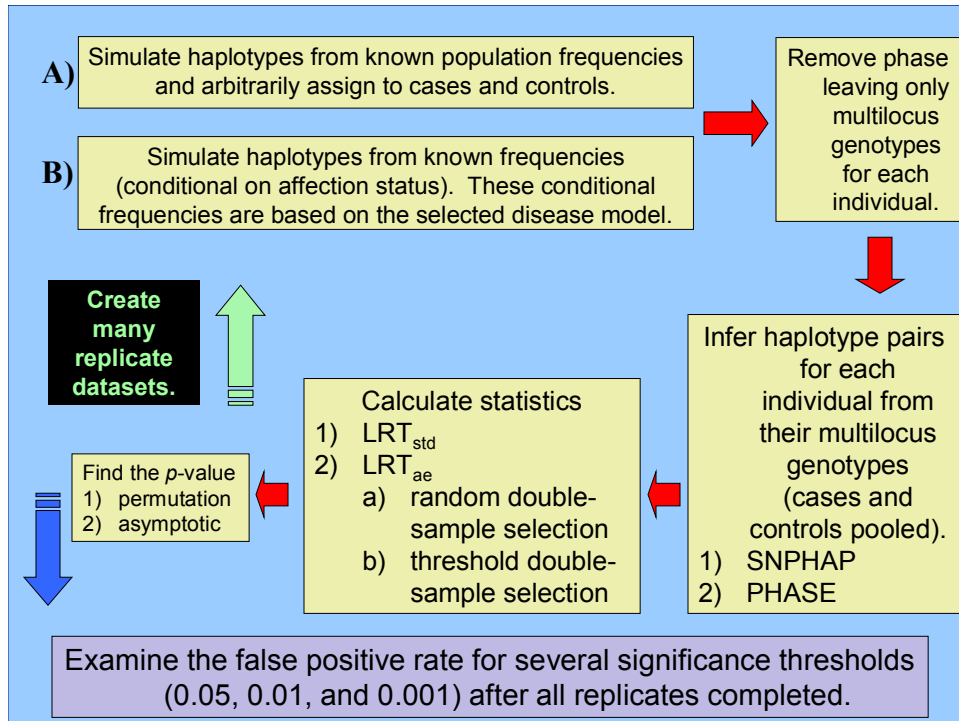 A)
Simulate haplotypes from known population frequencies
and arbitrarily assign to cases and controls.
B)
Simulate haplotypes from known frequencies
(conditional on affection status). These conditional
frequencies are based on the selected disease model.
Remove phase
leaving only
multilocus
genotypes
for each
individual.
Create
many
replicate
datasets.
Infer haplotype pairs
for each
individual from
their multilocus
genotypes
(cases and
controls pooled).
1) SNPHAP
2) PHASE
Calculate statistics
1) LRTstd
2) LRTae
a) random double-
sample selection
b) threshold double-
sample selection
Find the p-value
1) permutation
2) asymptotic
Examine the false positive rate for several significance thresholds
(0.05, 0.01, and 0.001) after all replicates completed.